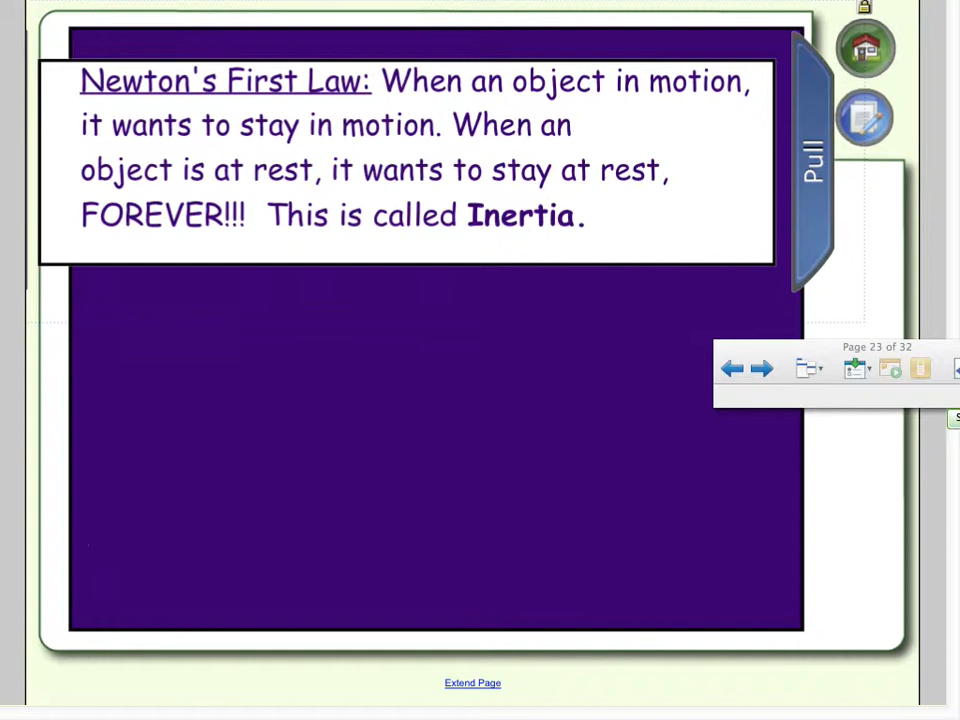 Newton's First Law: When an object in motion,
it wants to stay in motion. When an
object is at rest, it wants to stay at rest,
FOREVER!!! This is called Inertia.
Pull
Page 23 of 32
S
Extend Page